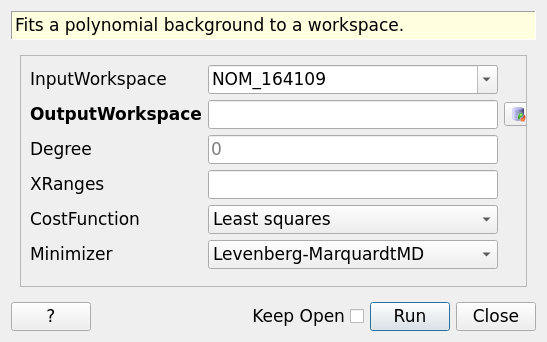 Fits a polynomial background to a workspace.
InputWorkspace NOM_164109
OutputWorkspace
Degree 0
XRanges
CostFunction Least squares
Minimizer Levenberg-MarquardtMD
? Keep Open Run Close